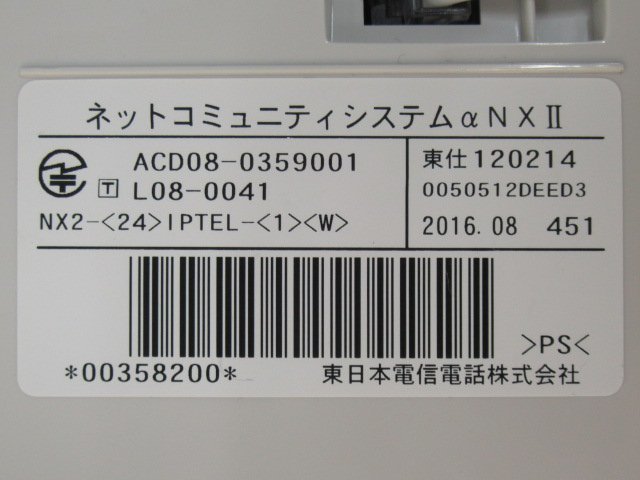 ネットコミュニティシステムαNXⅡ
ACD08-0359001
T L08-0041
NX2-<24>IPTEL-<1><W>
東仕120214
0050512DEED3
2016.08 451
>PS<
*00358200* 東日本電信電話株式会社